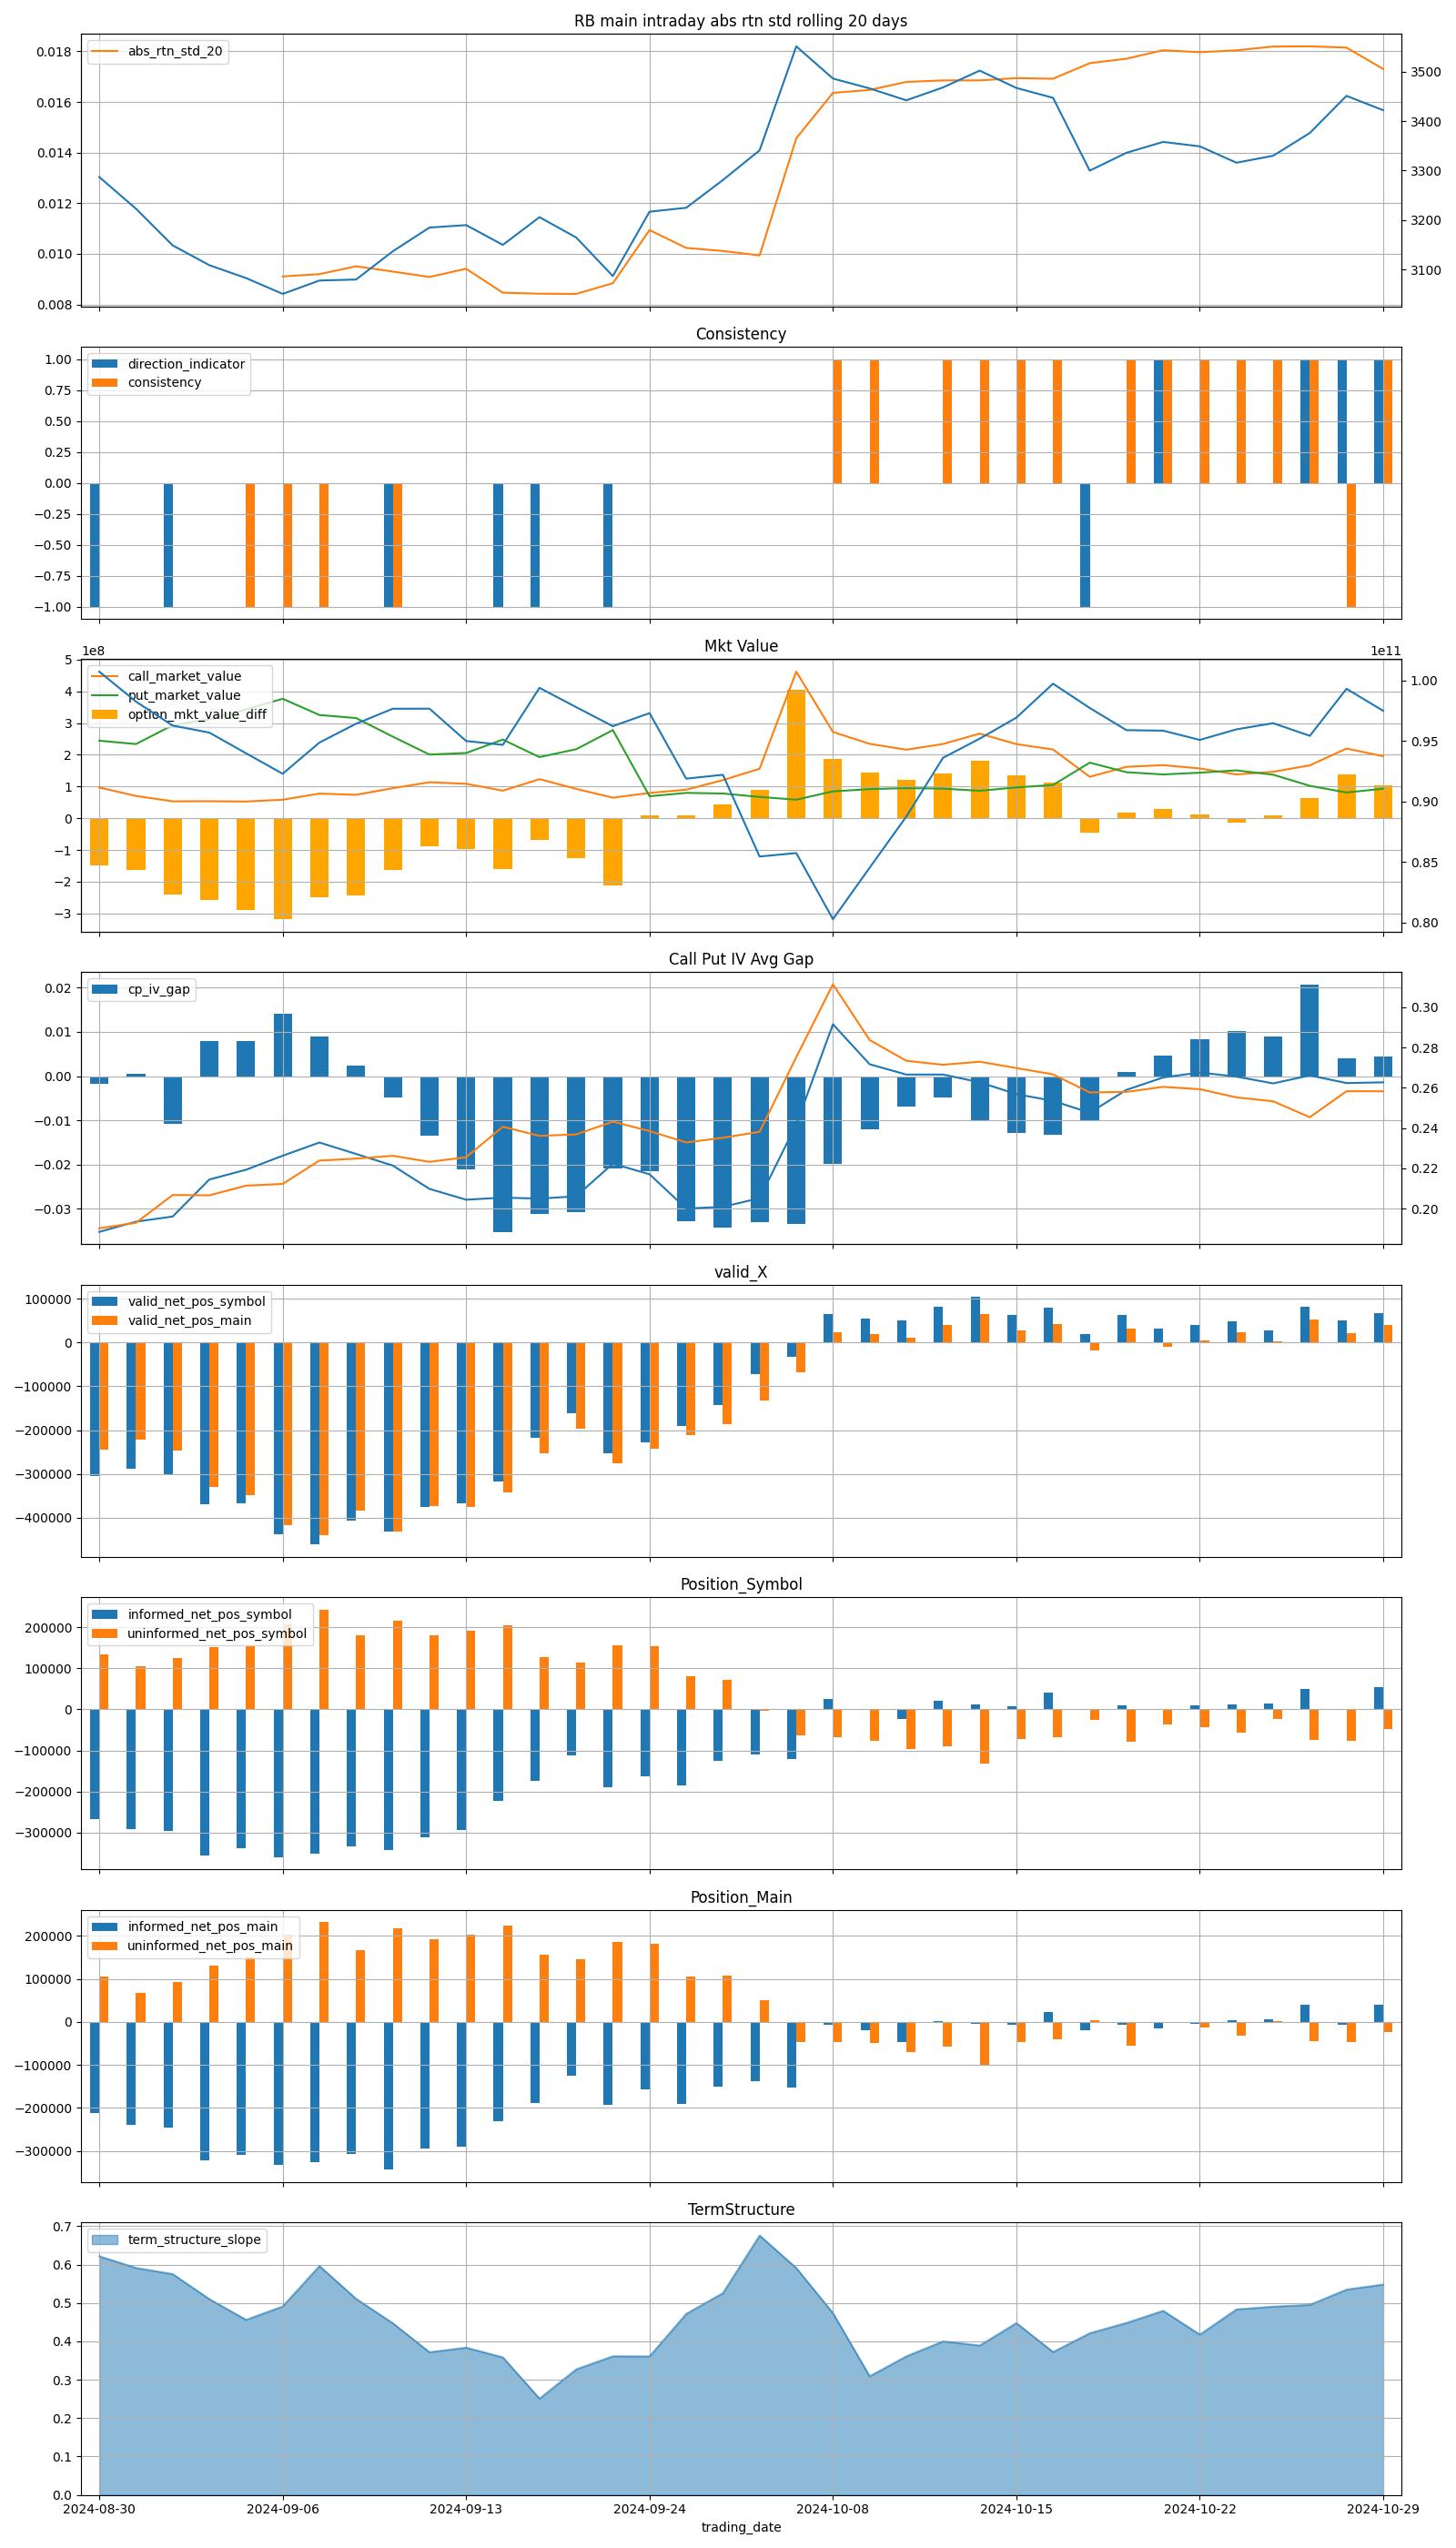 RB main intraday abs rtn std rolling 20 days
abs_rtn_std_20
0.018
0.016
0.014
0.012
0.010
0.008
3500
3400
3300
3200
3100
Consistency
direction_indicator
consistency
1.00
0.75
0.50
0.25
0.00
−0.25
−0.50
−0.75
−1.00
Mkt Value
1e8
1e11
call_market_value
put_market_value
option_mkt_value_diff
5
4
3
2
1
0
−1
−2
−3
1.00
0.95
0.90
0.85
0.80
Call Put IV Avg Gap
cp_iv_gap
0.02
0.01
0.00
−0.01
−0.02
−0.03
0.30
0.28
0.26
0.24
0.22
0.20
valid_X
valid_net_pos_symbol
valid_net_pos_main
100000
0
−100000
−200000
−300000
−400000
Position_Symbol
informed_net_pos_symbol
uninformed_net_pos_symbol
200000
100000
0
−100000
−200000
−300000
Position_Main
informed_net_pos_main
uninformed_net_pos_main
200000
100000
0
−100000
−200000
−300000
TermStructure
term_structure_slope
0.7
0.6
0.5
0.4
0.3
0.2
0.1
0.0
2024-08-30 2024-09-06 2024-09-13 2024-09-24 2024-10-08 2024-10-15 2024-10-22 2024-10-29
trading_date